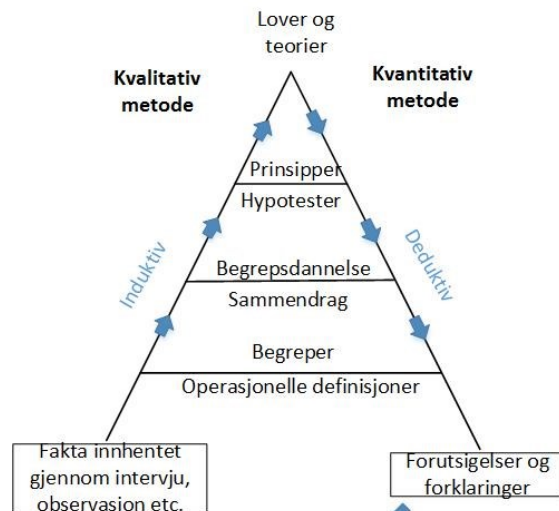 Lover og
teorier
Kvalitativ
metode
Kvantitativ
metode
Prinsipper
Hypotester
Induktiv
Deduktiv
Begrepsdannelse
Sammendrag
Begreper
Operasjonelle definisjoner
Fakta innhentet
gjennom intervju,
observasjon etc.
Forutsigelser og
forklaringer